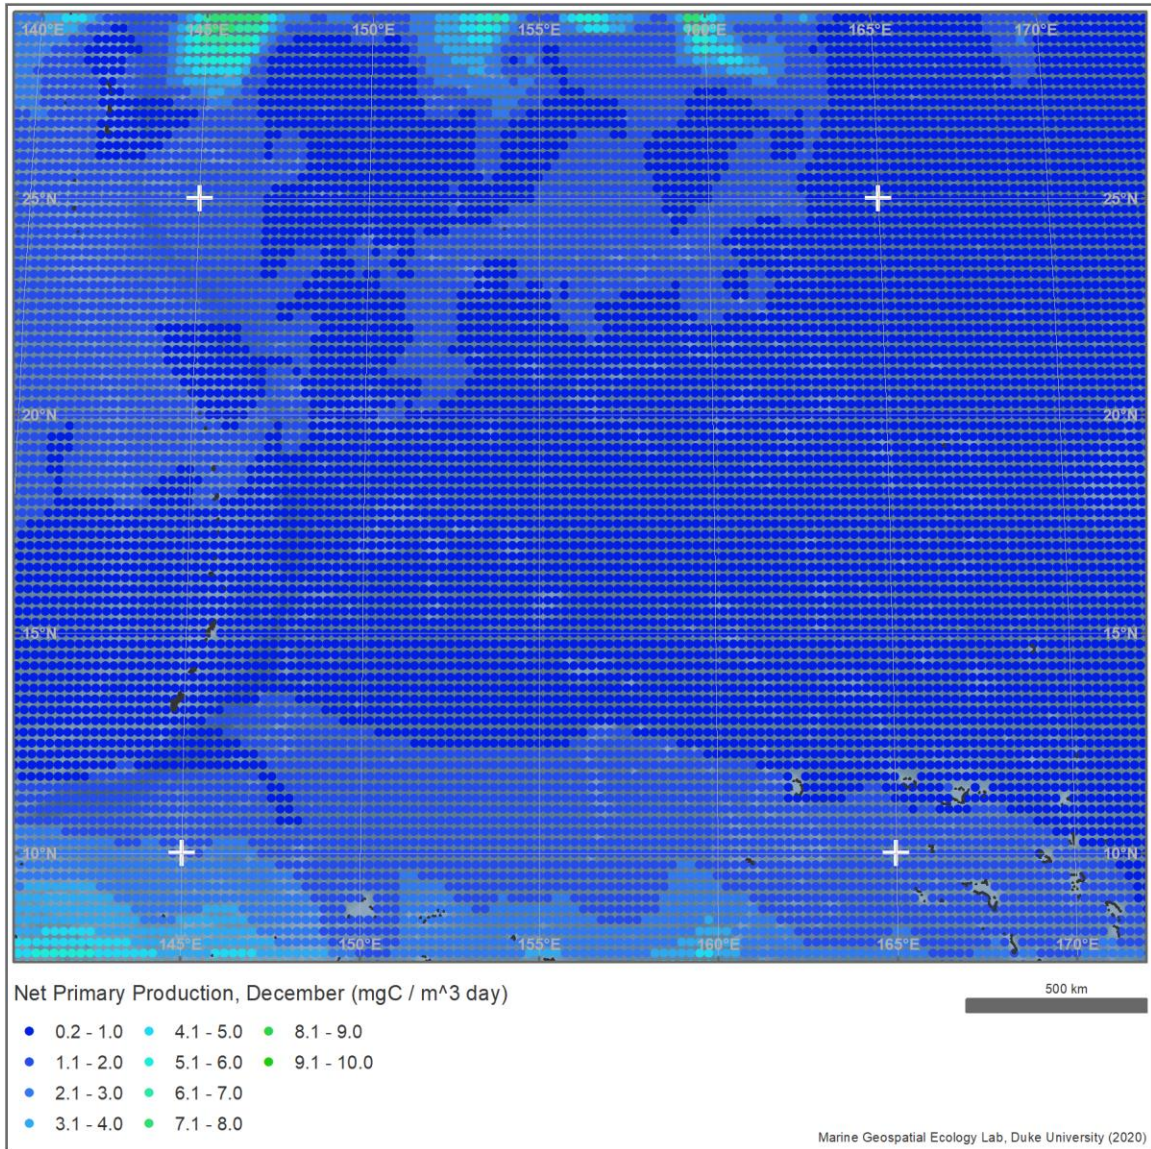 140°E 145°E 150°E 155°E 160°E 165°E 170°E
25°N 25°N
20°N 20°N
15°N 15°N
10°N 10°N
145°E 150°E 155°E 160°E 165°E 170°E
Net Primary Production, December (mgC / m^3 day)
500 km
0.2 - 1.0 4.1 - 5.0 8.1 - 9.0
1.1 - 2.0 5.1 - 6.0 9.1 - 10.0
2.1 - 3.0 6.1 - 7.0
3.1 - 4.0 7.1 - 8.0
Marine Geospatial Ecology Lab, Duke University (2020)